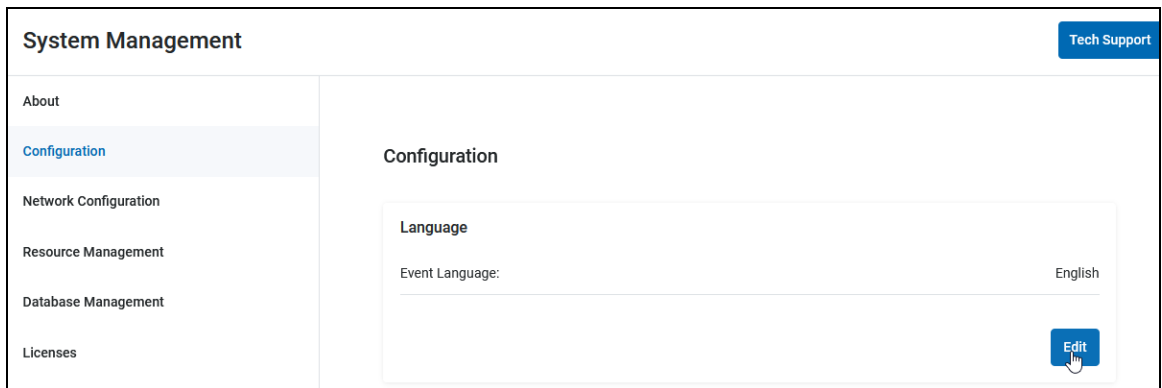 System Management
Tech Support
About
Configuration
Network Configuration
Resource Management
Database Management
Licenses
Configuration
Language
Event Language: English
Edit